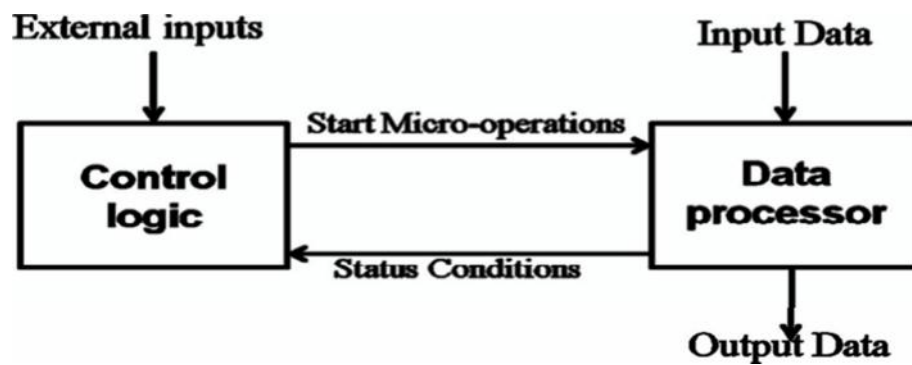 External inputs
Input Data
Start Micro-operations
Control
logic
Data
processor
Status Conditions
Output Data